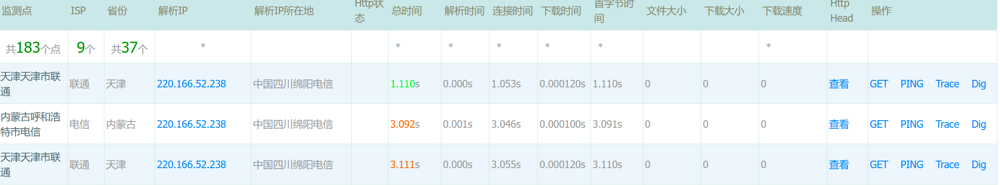 监测点 ISP 省份 解析IP 解析IP所在地 Http状态 总时间 解析时间 连接时间 下载时间 首字节时间 文件大小 下载大小 下载速度 Http Head 操作
共183个点 9个 共37个 * * * * * * *
天津天津市联通 联通 天津 220.166.52.238 中国四川绵阳电信 1.110s 0.000s 1.053s 0.000120s 1.110s 0 0 0 查看 GET PING Trace Dig
内蒙古呼和浩特市电信 电信 内蒙古 220.166.52.238 中国四川绵阳电信 3.092s 0.001s 3.046s 0.000100s 3.091s 0 0 0 查看 GET PING Trace Dig
天津天津市联通 联通 天津 220.166.52.238 中国四川绵阳电信 3.111s 0.000s 3.055s 0.000120s 3.110s 0 0 0 查看 GET PING Trace Dig